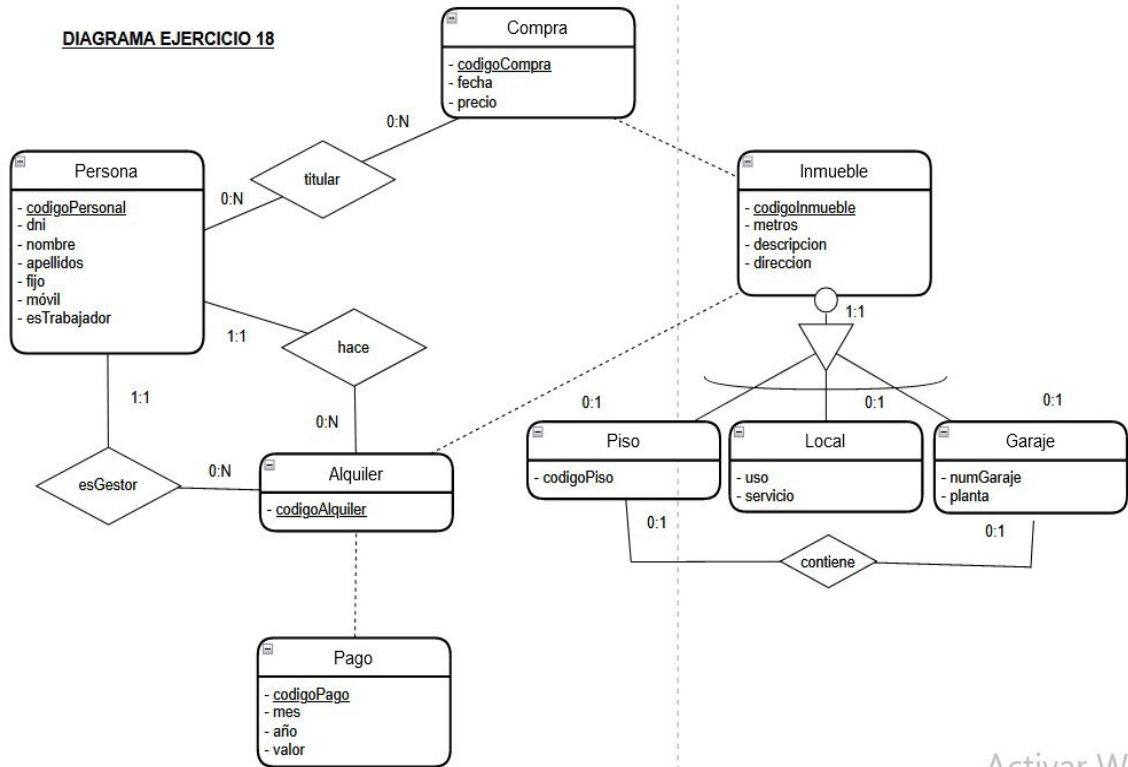 DIAGRAMA EJERCICIO 18
Compra
- codigoCompra
- fecha
- precio
0:N
titular
0:N
Persona
- codigoPersonal
- dni
- nombre
- apellidos
- fijo
- móvil
- esTrabajador
Inmueble
- codigoInmueble
- metros
- descripcion
- direccion
1:1
1:1
hace
0:N
1:1
esGestor
0:N
Alquiler
- codigoAlquiler
0:1
0:1
0:1
Piso
- codigoPiso
Local
- uso
- servicio
Garaje
- numGaraje
- planta
0:1
0:1
contiene
Pago
- codigoPago
- mes
- año
- valor
Activar W